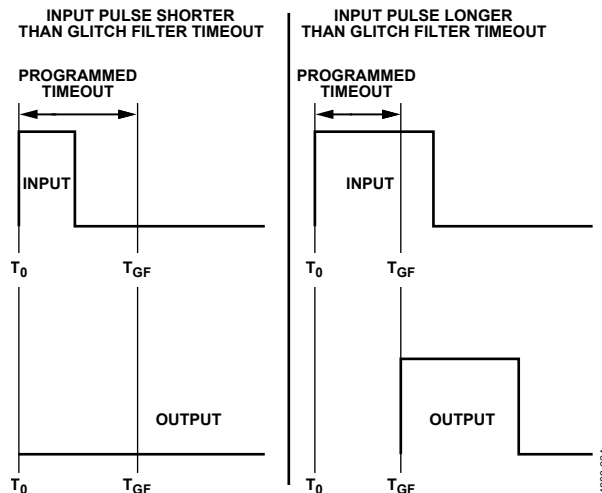 INPUT PULSE SHORTER
THAN GLITCH FILTER TIMEOUT
PROGRAMMED
TIMEOUT
INPUT
T0
TGF
OUTPUT
T0
TGF
INPUT PULSE LONGER
THAN GLITCH FILTER TIMEOUT
PROGRAMMED
TIMEOUT
INPUT
T0
TGF
OUTPUT
T0
TGF